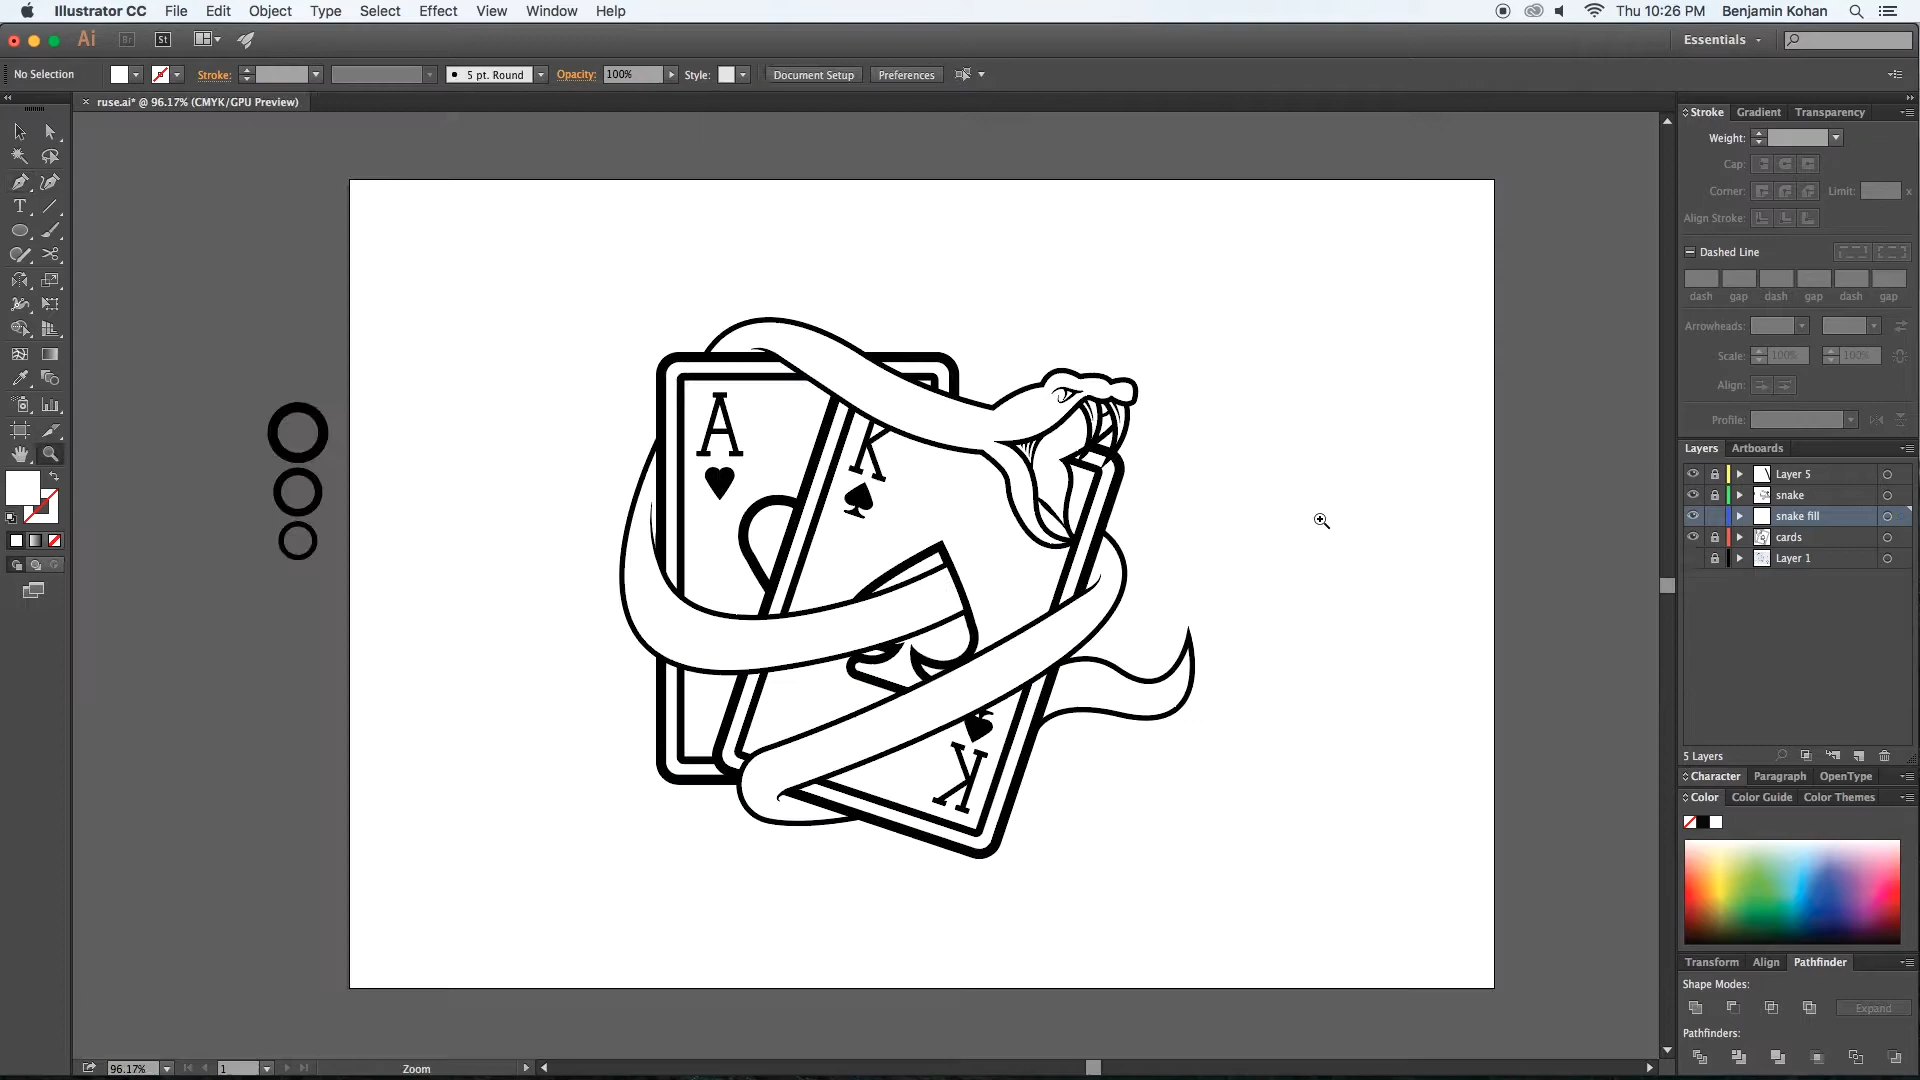 Illustrator CC File Edit Object Type Select Effect View Window Help Thu 10:26 PM Benjamin Kohan
Ai Br St Essentials
No Selection Stroke: 5 pt. Round Opacity: 100% Style: Document Setup Preferences
ruse.ai* @ 96.17% (CMYK/GPU Preview)
Stroke Gradient Transparency
Weight:
Cap:
Corner: Limit: x
Align Stroke:
Dashed Line
dash gap dash gap dash gap
Arrowheads:
Scale: 100% 100%
Align:
Profile:
Layers Artboards
Layer 5
snake
snake fill
cards
Layer 1
5 Layers
Character Paragraph OpenType
Color Color Guide Color Themes
Transform Align Pathfinder
Shape Modes:
Expand
Pathfinders:
T
A
K
K
96.17% 1 Zoom